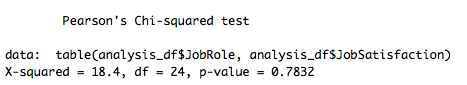 Pearson's Chi-squared test
data:  table(analysis_df$JobRole, analysis_df$JobSatisfaction)
X-squared = 18.4, df = 24, p-value = 0.7832